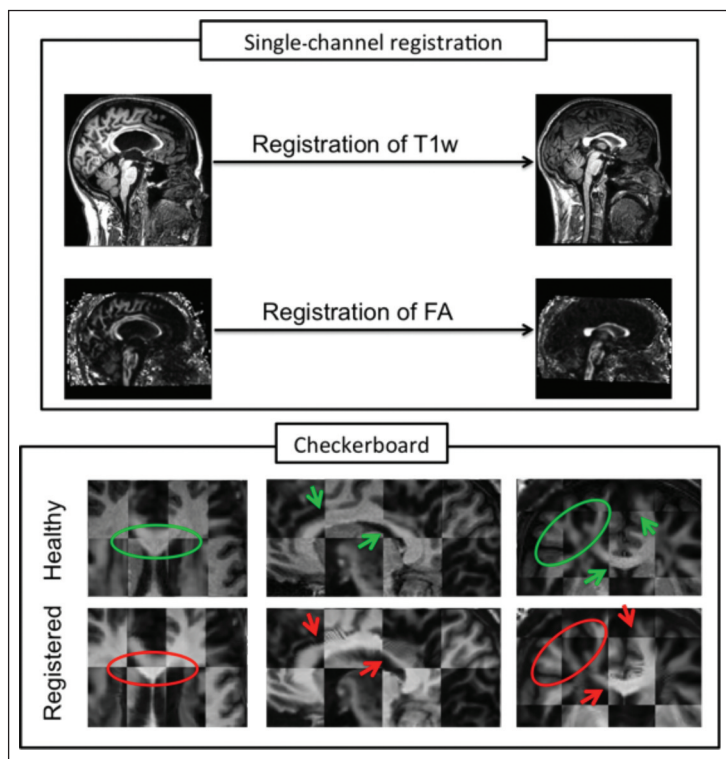 Single-channel registration
Registration of T1w
Registration of FA
Checkerboard
Healthy
Registered